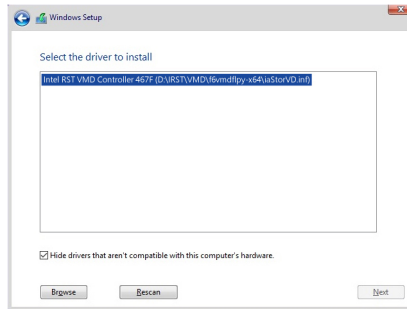 Windows Setup
Select the driver to install
Intel RST VMD Controller 467F (D:\IRST\VMD\f6vmdflpy-x64\iaStorVD.inf)
Hide drivers that aren't compatible with this computer's hardware.
Browse
Rescan
Next